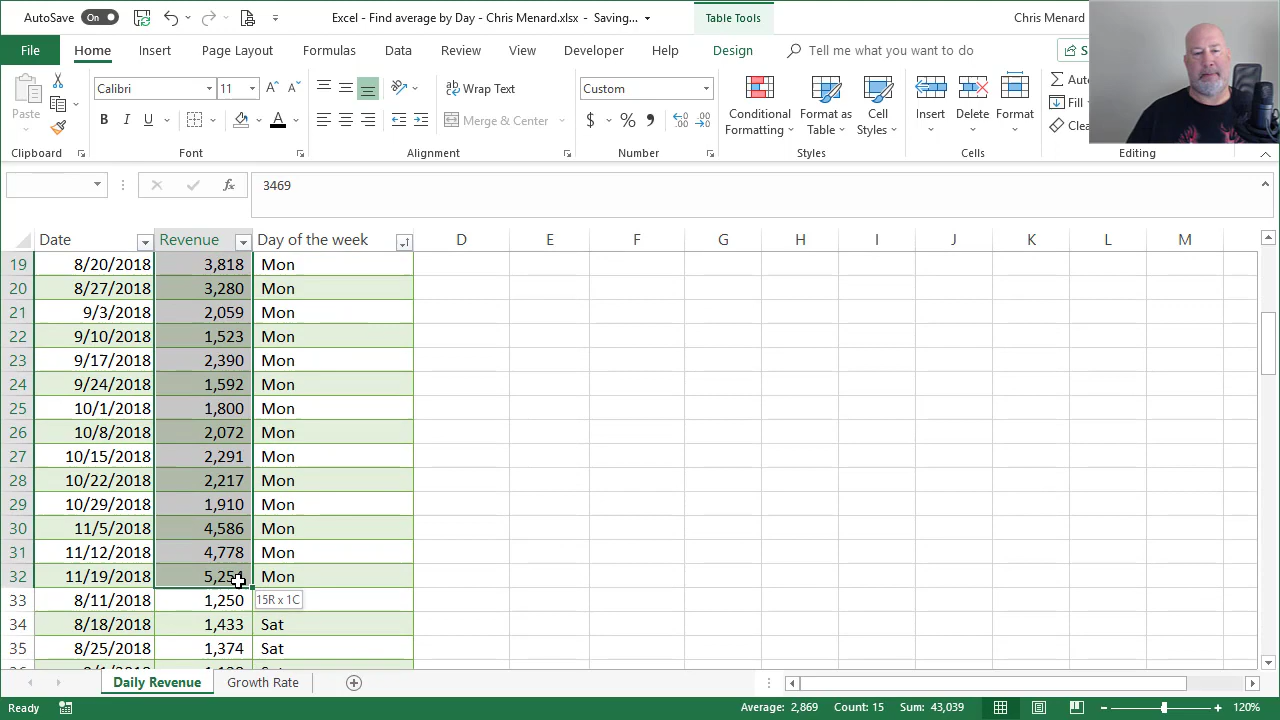 AutoSave On Excel - Find average by Day - Chris Menard.xlsx - Saving... Table Tools Chris Menard
File Home Insert Draw Page Layout Formulas Data Review View Developer Help Design Tell me what you want to do
Calibri 11 Wrap Text Custom
Paste Merge & Center $ % Conditional Formatting Format as Table Cell Styles Insert Delete Format Fill
Clipboard Font Alignment Number Styles Cells Editing
3469
Date Revenue Day of the week D E F G H I J K L M
19 8/20/2018 3,818 Mon
20 8/27/2018 3,280 Mon
21 9/3/2018 2,059 Mon
22 9/10/2018 1,523 Mon
23 9/17/2018 2,390 Mon
24 9/24/2018 1,592 Mon
25 10/1/2018 1,800 Mon
26 10/8/2018 2,072 Mon
27 10/15/2018 2,291 Mon
28 10/22/2018 2,217 Mon
29 10/29/2018 1,910 Mon
30 11/5/2018 4,586 Mon
31 11/12/2018 4,778 Mon
32 11/19/2018 Mon
33 8/11/2018 1,250 15R x 1C
34 8/18/2018 1,433 Sat
35 8/25/2018 1,374 Sat
Daily Revenue Growth Rate
Ready Average: 2,869 Count: 15 Sum: 43,039 120%